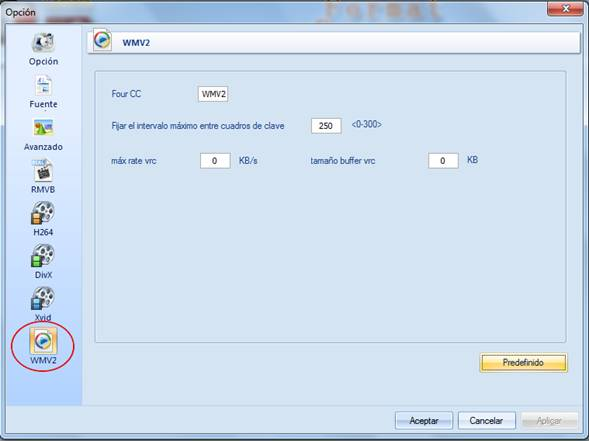 Opción
Format
WMV2
Opción
Fuente
Avanzado
RMVB
H264
DivX
Xvid
WMV2
Four CC WMV2
Fijar el intervalo máximo entre cuadros de clave 250 <0-300>
máx rate vrc 0 KB/s tamaño buffer vrc 0 KB
Predefinido
Aceptar Cancelar Aplicar